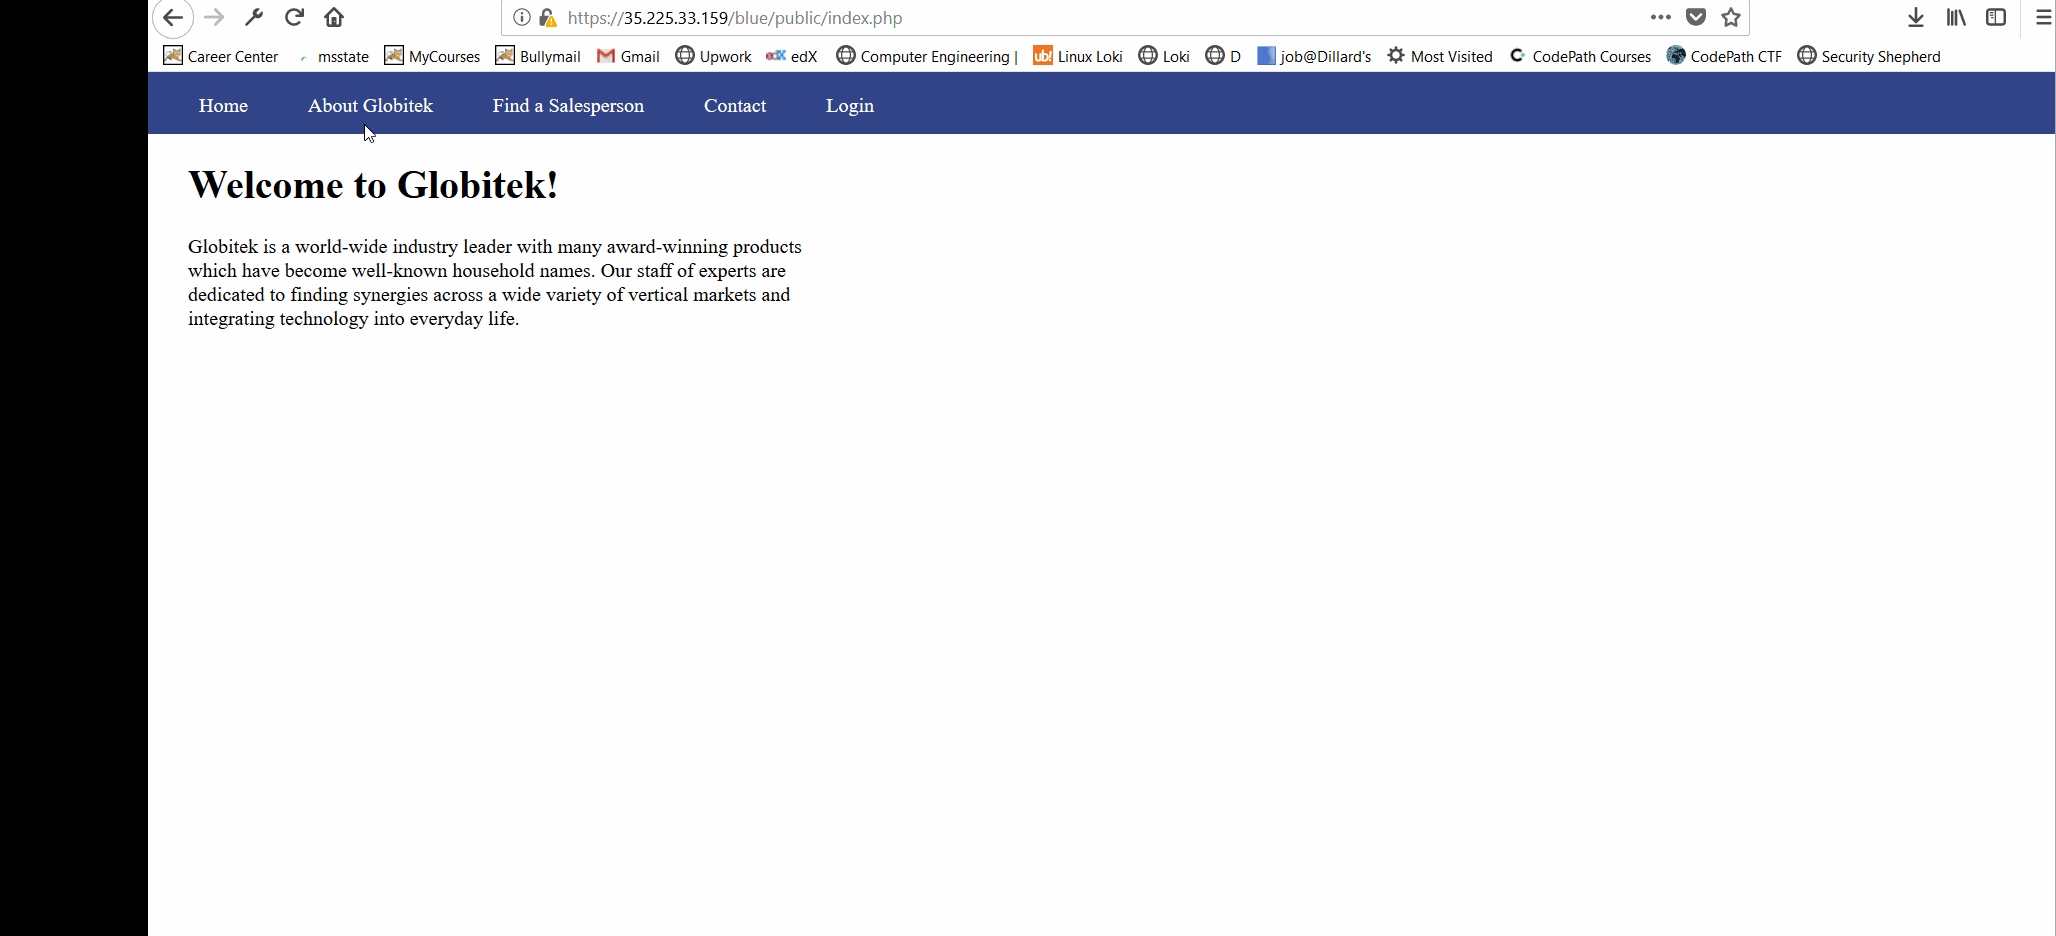 https://35.225.33.159/blue/public/index.php
Career Center msstate MyCourses Bullymail Gmail edX Upwork edX Computer Engineering | ub! Linux Loki Loki D job@Dillard's Most Visited C CodePath Courses CodePath CTF Security Shepherd
Home About Globitek Find a Salesperson Contact Login
Welcome to Globitek!
Globitek is a world-wide industry leader with many award-winning products
which have become well-known household names. Our staff of experts are
dedicated to finding synergies across a wide variety of vertical markets and
integrating technology into everyday life.